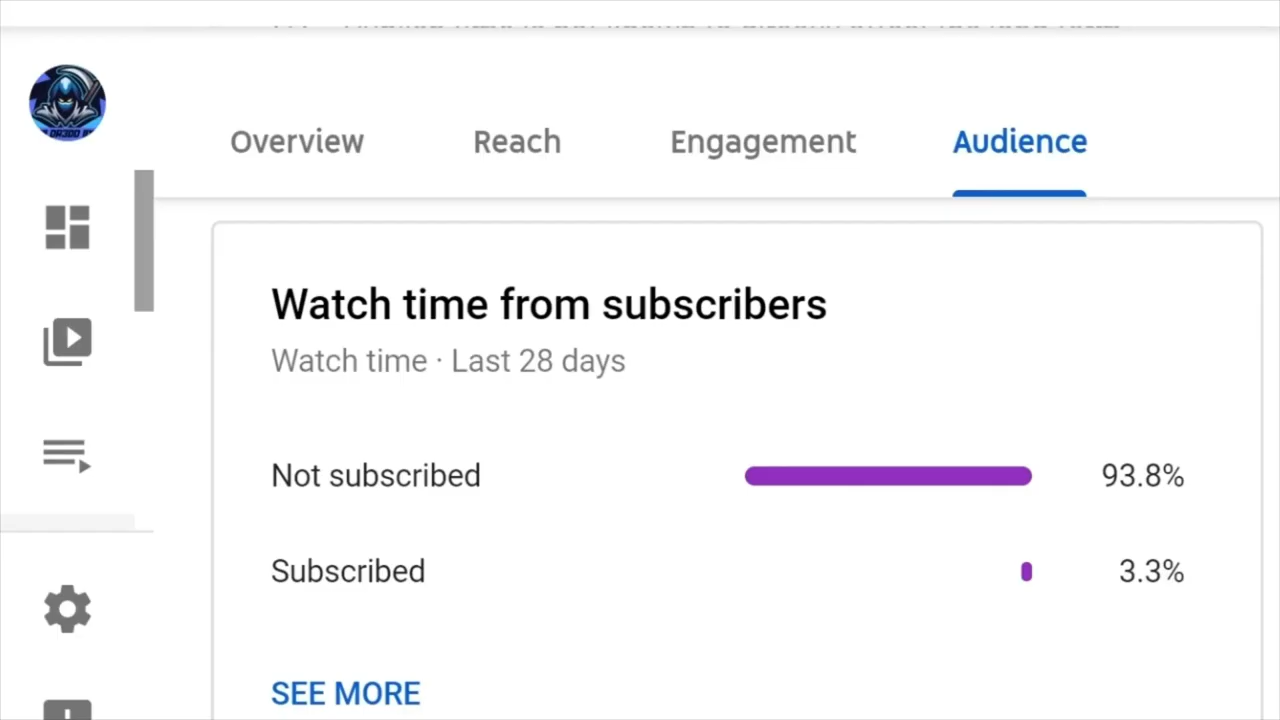 Overview Reach Engagement Audience
Watch time from subscribers
Watch time · Last 28 days
Not subscribed 93.8%
Subscribed 3.3%
SEE MORE